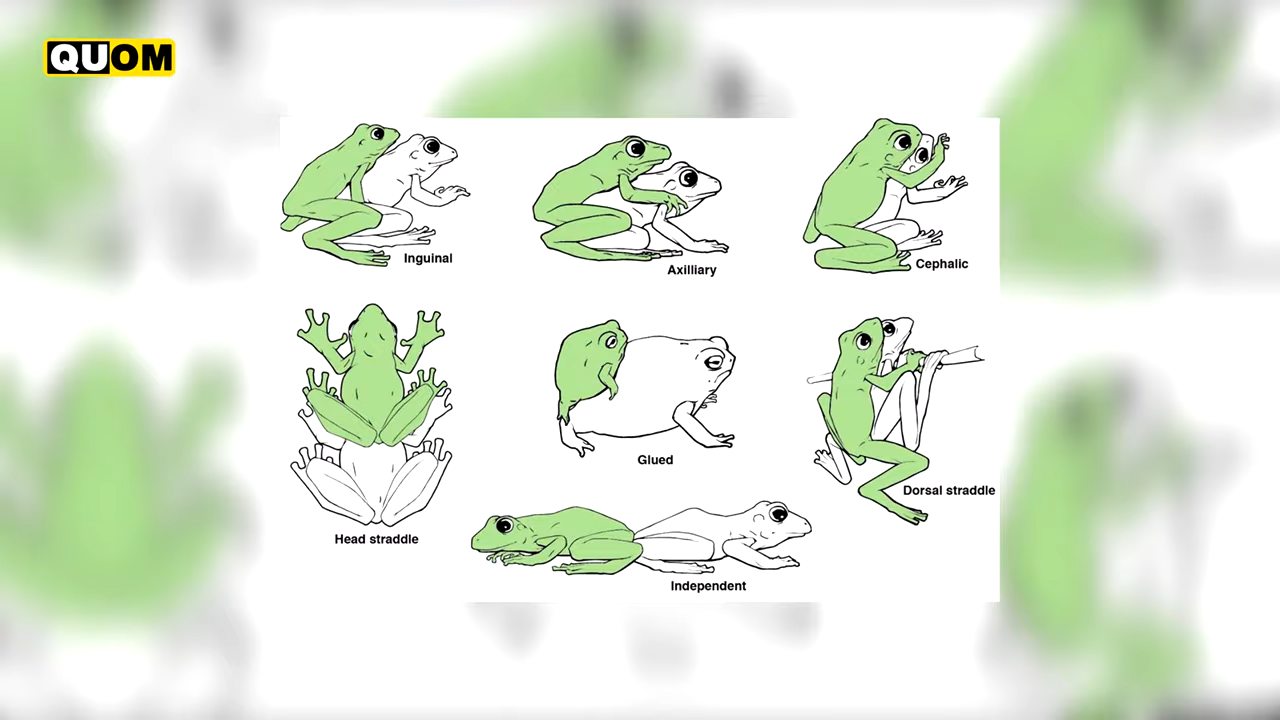 QUOM
Inguinal
Axilliary
Cephalic
Head straddle
Glued
Dorsal straddle
Independent